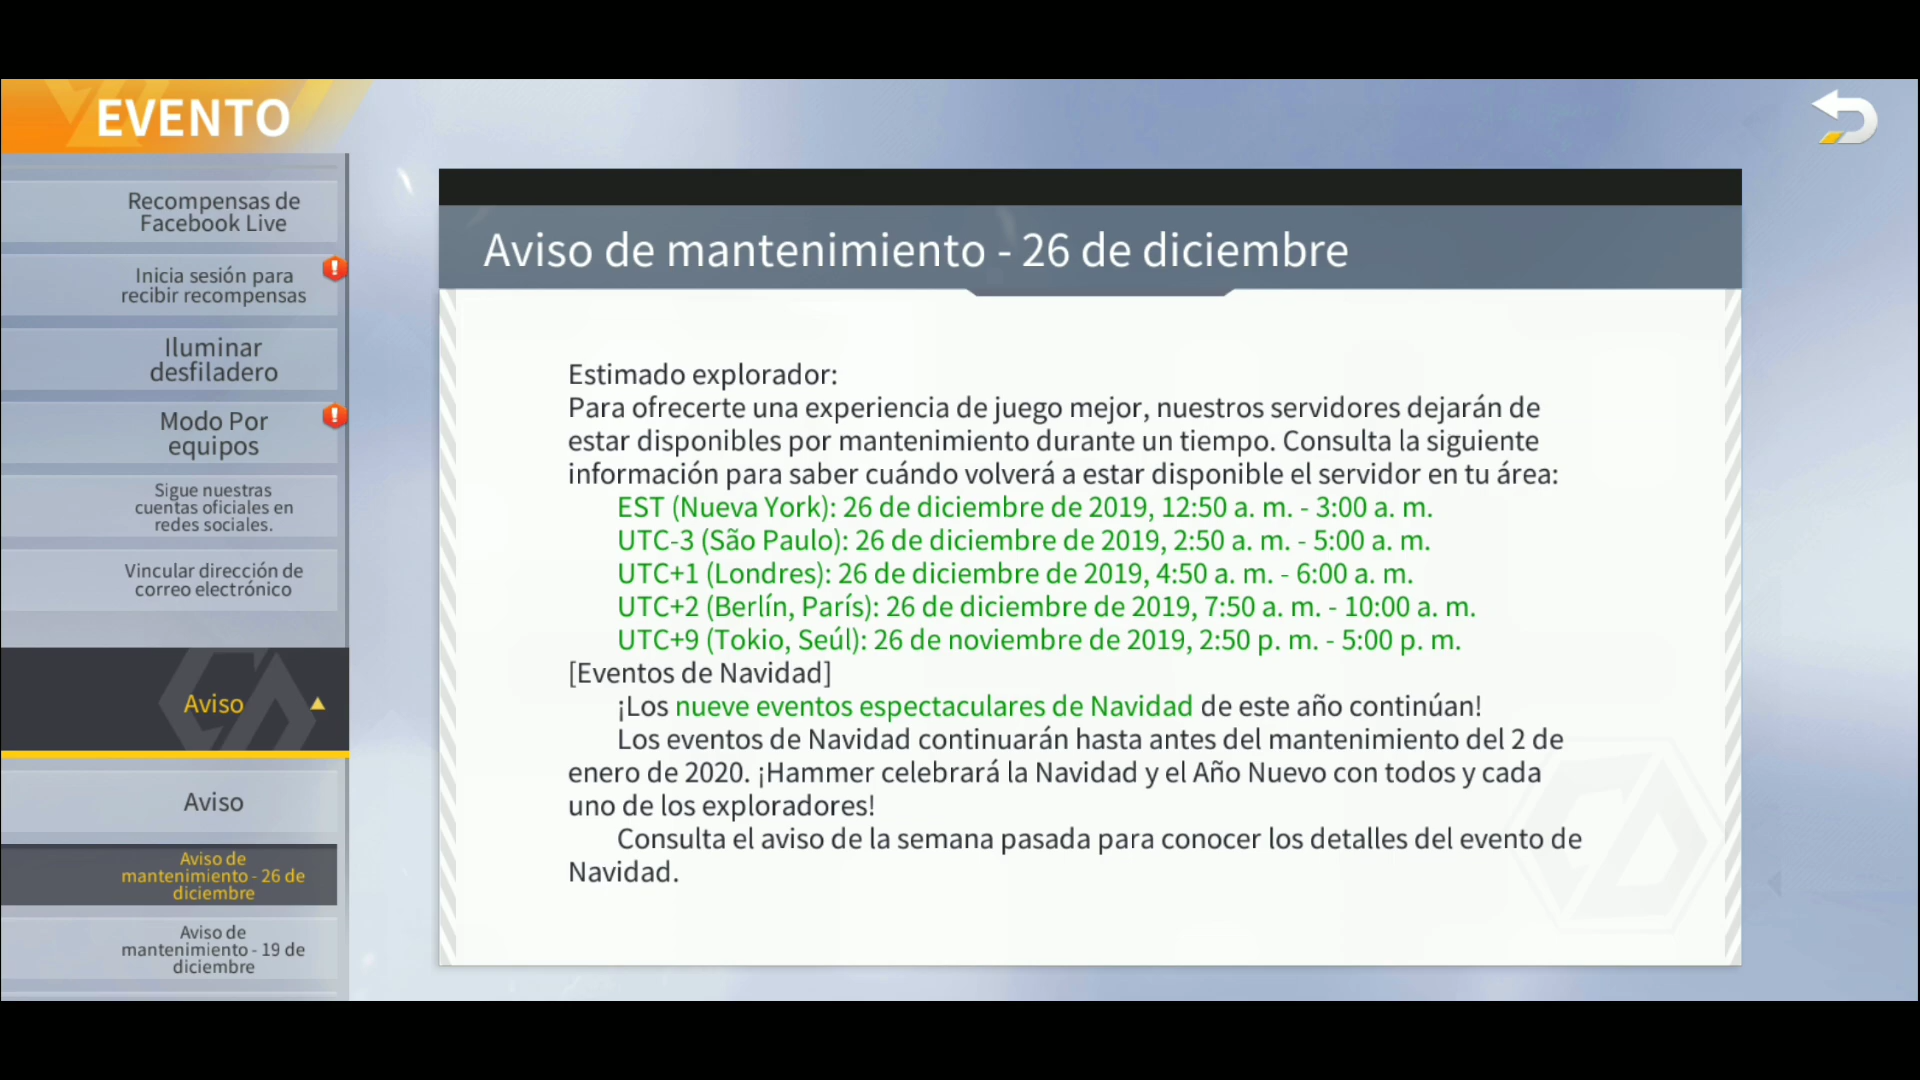 EVENTO
Recompensas de
Facebook Live
Inicia sesión para
recibir recompensas
Iluminar
desfiladero
Modo Por
equipos
Sigue nuestras
cuentas oficiales en
redes sociales.
Vincular dirección de
correo electrónico
Aviso
Aviso
Aviso de
mantenimiento - 26 de
diciembre
Aviso de
mantenimiento - 19 de
diciembre
Aviso de mantenimiento - 26 de diciembre
Estimado explorador:
Para ofrecerte una experiencia de juego mejor, nuestros servidores dejarán de
estar disponibles por mantenimiento durante un tiempo. Consulta la siguiente
información para saber cuándo volverá a estar disponible el servidor en tu área:
EST (Nueva York): 26 de diciembre de 2019, 12:50 a. m. - 3:00 a. m.
UTC-3 (São Paulo): 26 de diciembre de 2019, 2:50 a. m. - 5:00 a. m.
UTC+1 (Londres): 26 de diciembre de 2019, 4:50 a. m. - 6:00 a. m.
UTC+2 (Berlín, París): 26 de diciembre de 2019, 7:50 a. m. - 10:00 a. m.
UTC+9 (Tokio, Seúl): 26 de noviembre de 2019, 2:50 p. m. - 5:00 p. m.
[Eventos de Navidad]
¡Los nueve eventos espectaculares de Navidad de este año continúan!
Los eventos de Navidad continuarán hasta antes del mantenimiento del 2 de
enero de 2020. ¡Hammer celebrará la Navidad y el Año Nuevo con todos y cada
uno de los exploradores!
Consulta el aviso de la semana pasada para conocer los detalles del evento de
Navidad.